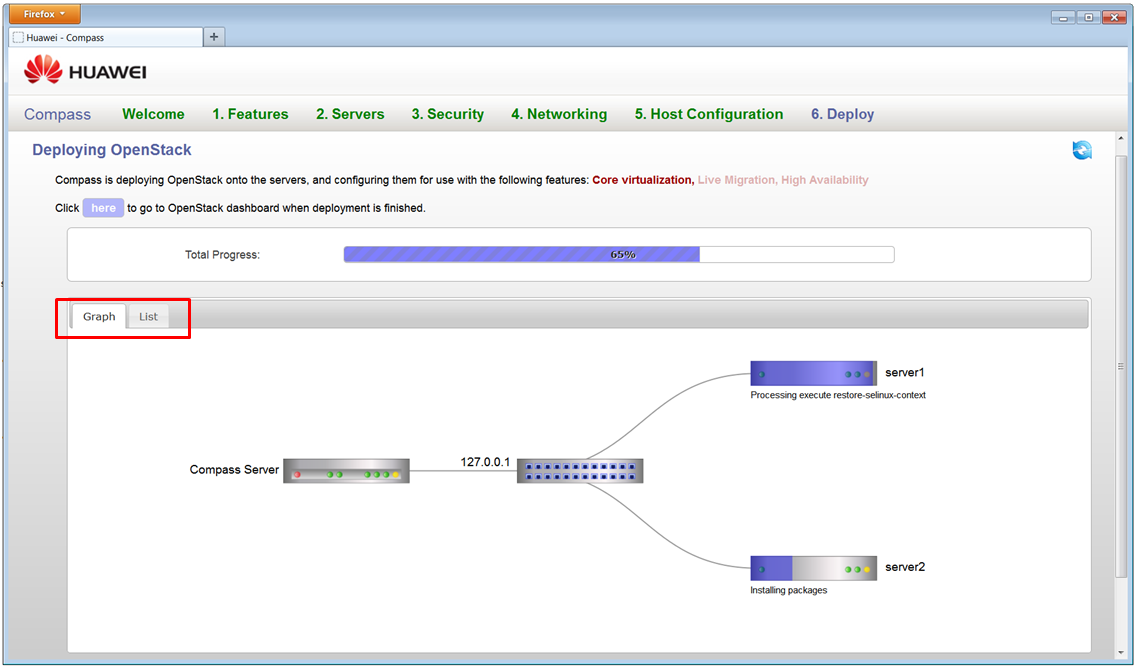 Firefox
Huawei - Compass
HUAWEI
Compass Welcome 1. Features 2. Servers 3. Security 4. Networking 5. Host Configuration 6. Deploy
Deploying OpenStack
Compass is deploying OpenStack onto the servers, and configuring them for use with the following features: Core virtualization, Live Migration, High Availability
Click here to go to OpenStack dashboard when deployment is finished.
Total Progress: 65%
Graph List
server1
Processing execute restore-selinux-context
Compass Server 127.0.0.1
server2
Installing packages